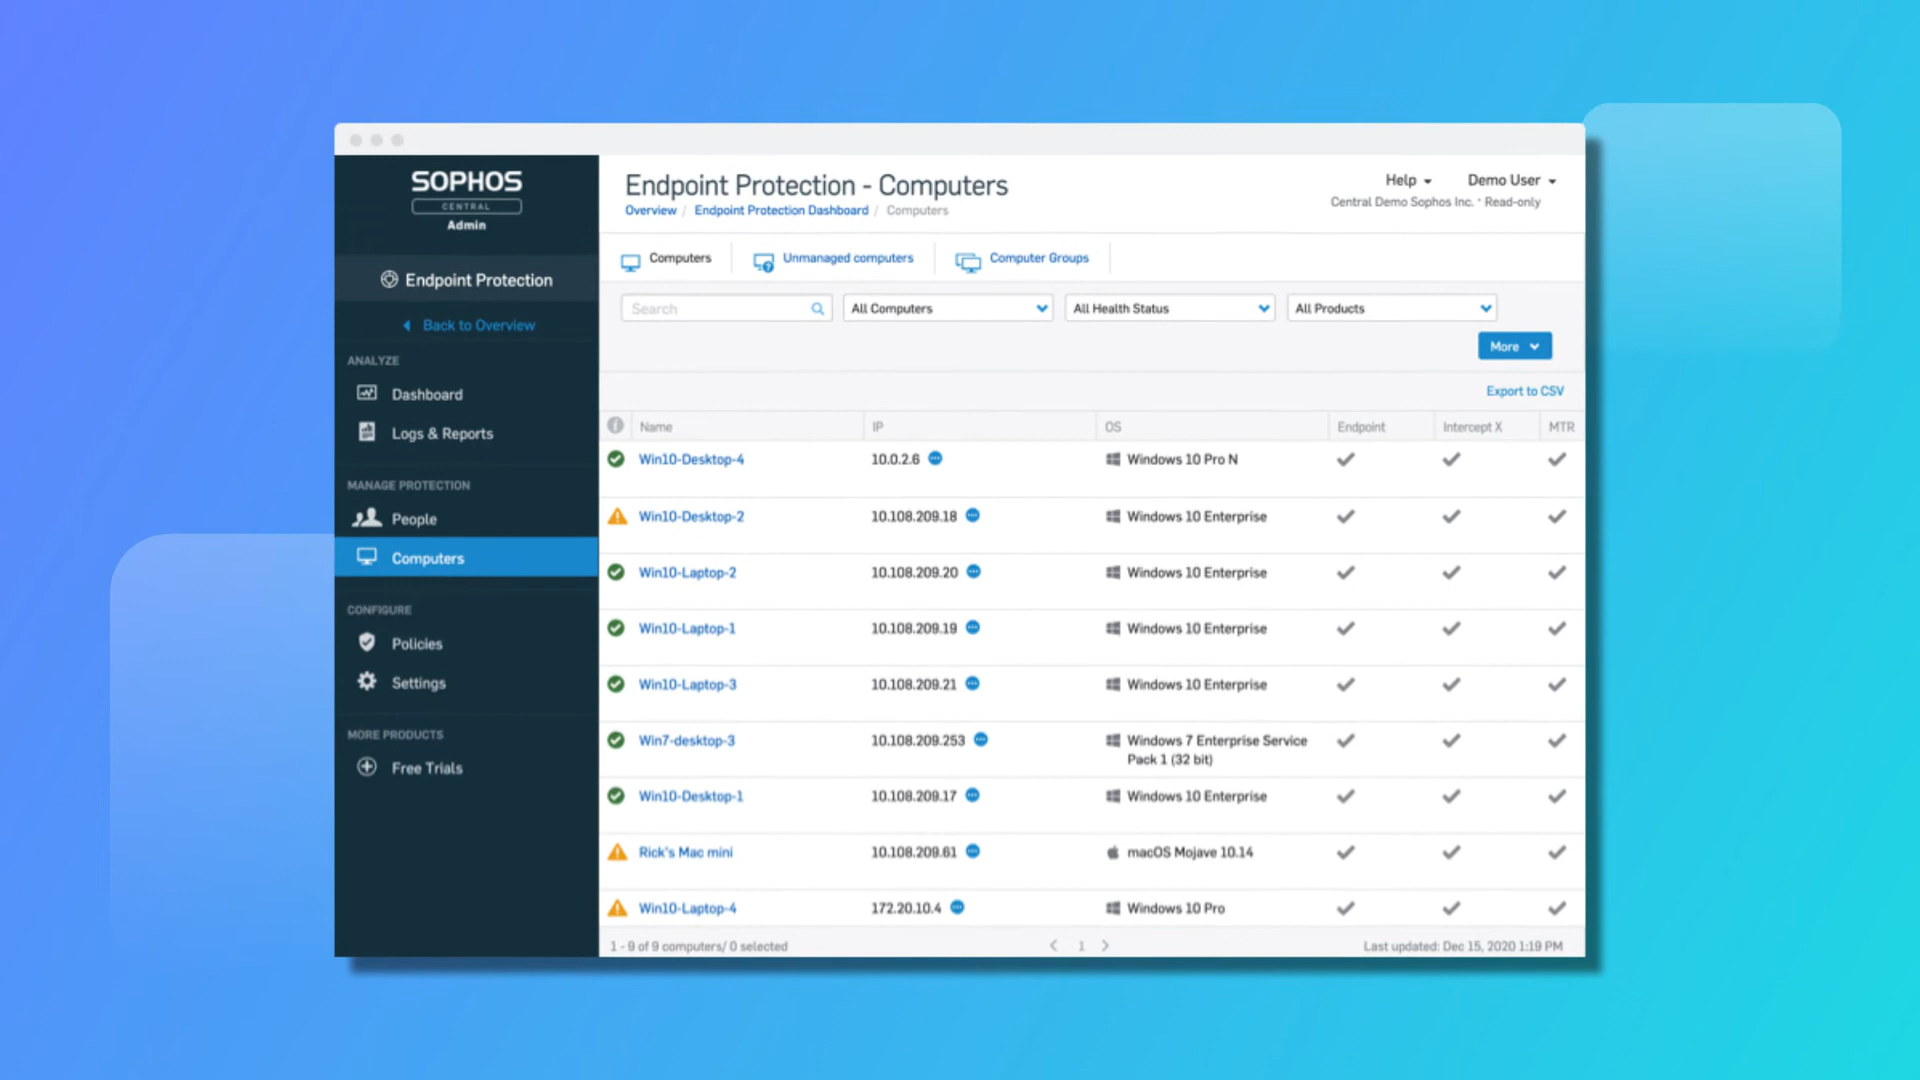 SOPHOS
CENTRAL
Admin
Endpoint Protection
Back to Overview
ANALYZE
Dashboard
Logs & Reports
MANAGE PROTECTION
People
Computers
CONFIGURE
Policies
Settings
MORE PRODUCTS
Free Trials
Endpoint Protection - Computers
Overview / Endpoint Protection Dashboard / Computers
Help Demo User
Central Demo Sophos Inc. · Read-only
Computers Unmanaged computers Computer Groups
Search All Computers All Health Status All Products
More
Export to CSV
Name IP OS Endpoint Intercept X MTR
Win10-Desktop-4 10.0.2.6 Windows 10 Pro N
Win10-Desktop-2 10.108.209.18 Windows 10 Enterprise
Win10-Laptop-2 10.108.209.20 Windows 10 Enterprise
Win10-Laptop-1 10.108.209.19 Windows 10 Enterprise
Win10-Laptop-3 10.108.209.21 Windows 10 Enterprise
Win7-desktop-3 10.108.209.253 Windows 7 Enterprise Service
Pack 1 (32 bit)
Win10-Desktop-1 10.108.209.17 Windows 10 Enterprise
Rick's Mac mini 10.108.209.61 macOS Mojave 10.14
Win10-Laptop-4 172.20.10.4 Windows 10 Pro
1 - 9 of 9 computers/ 0 selected 1 Last updated: Dec 15, 2020 1:19 PM